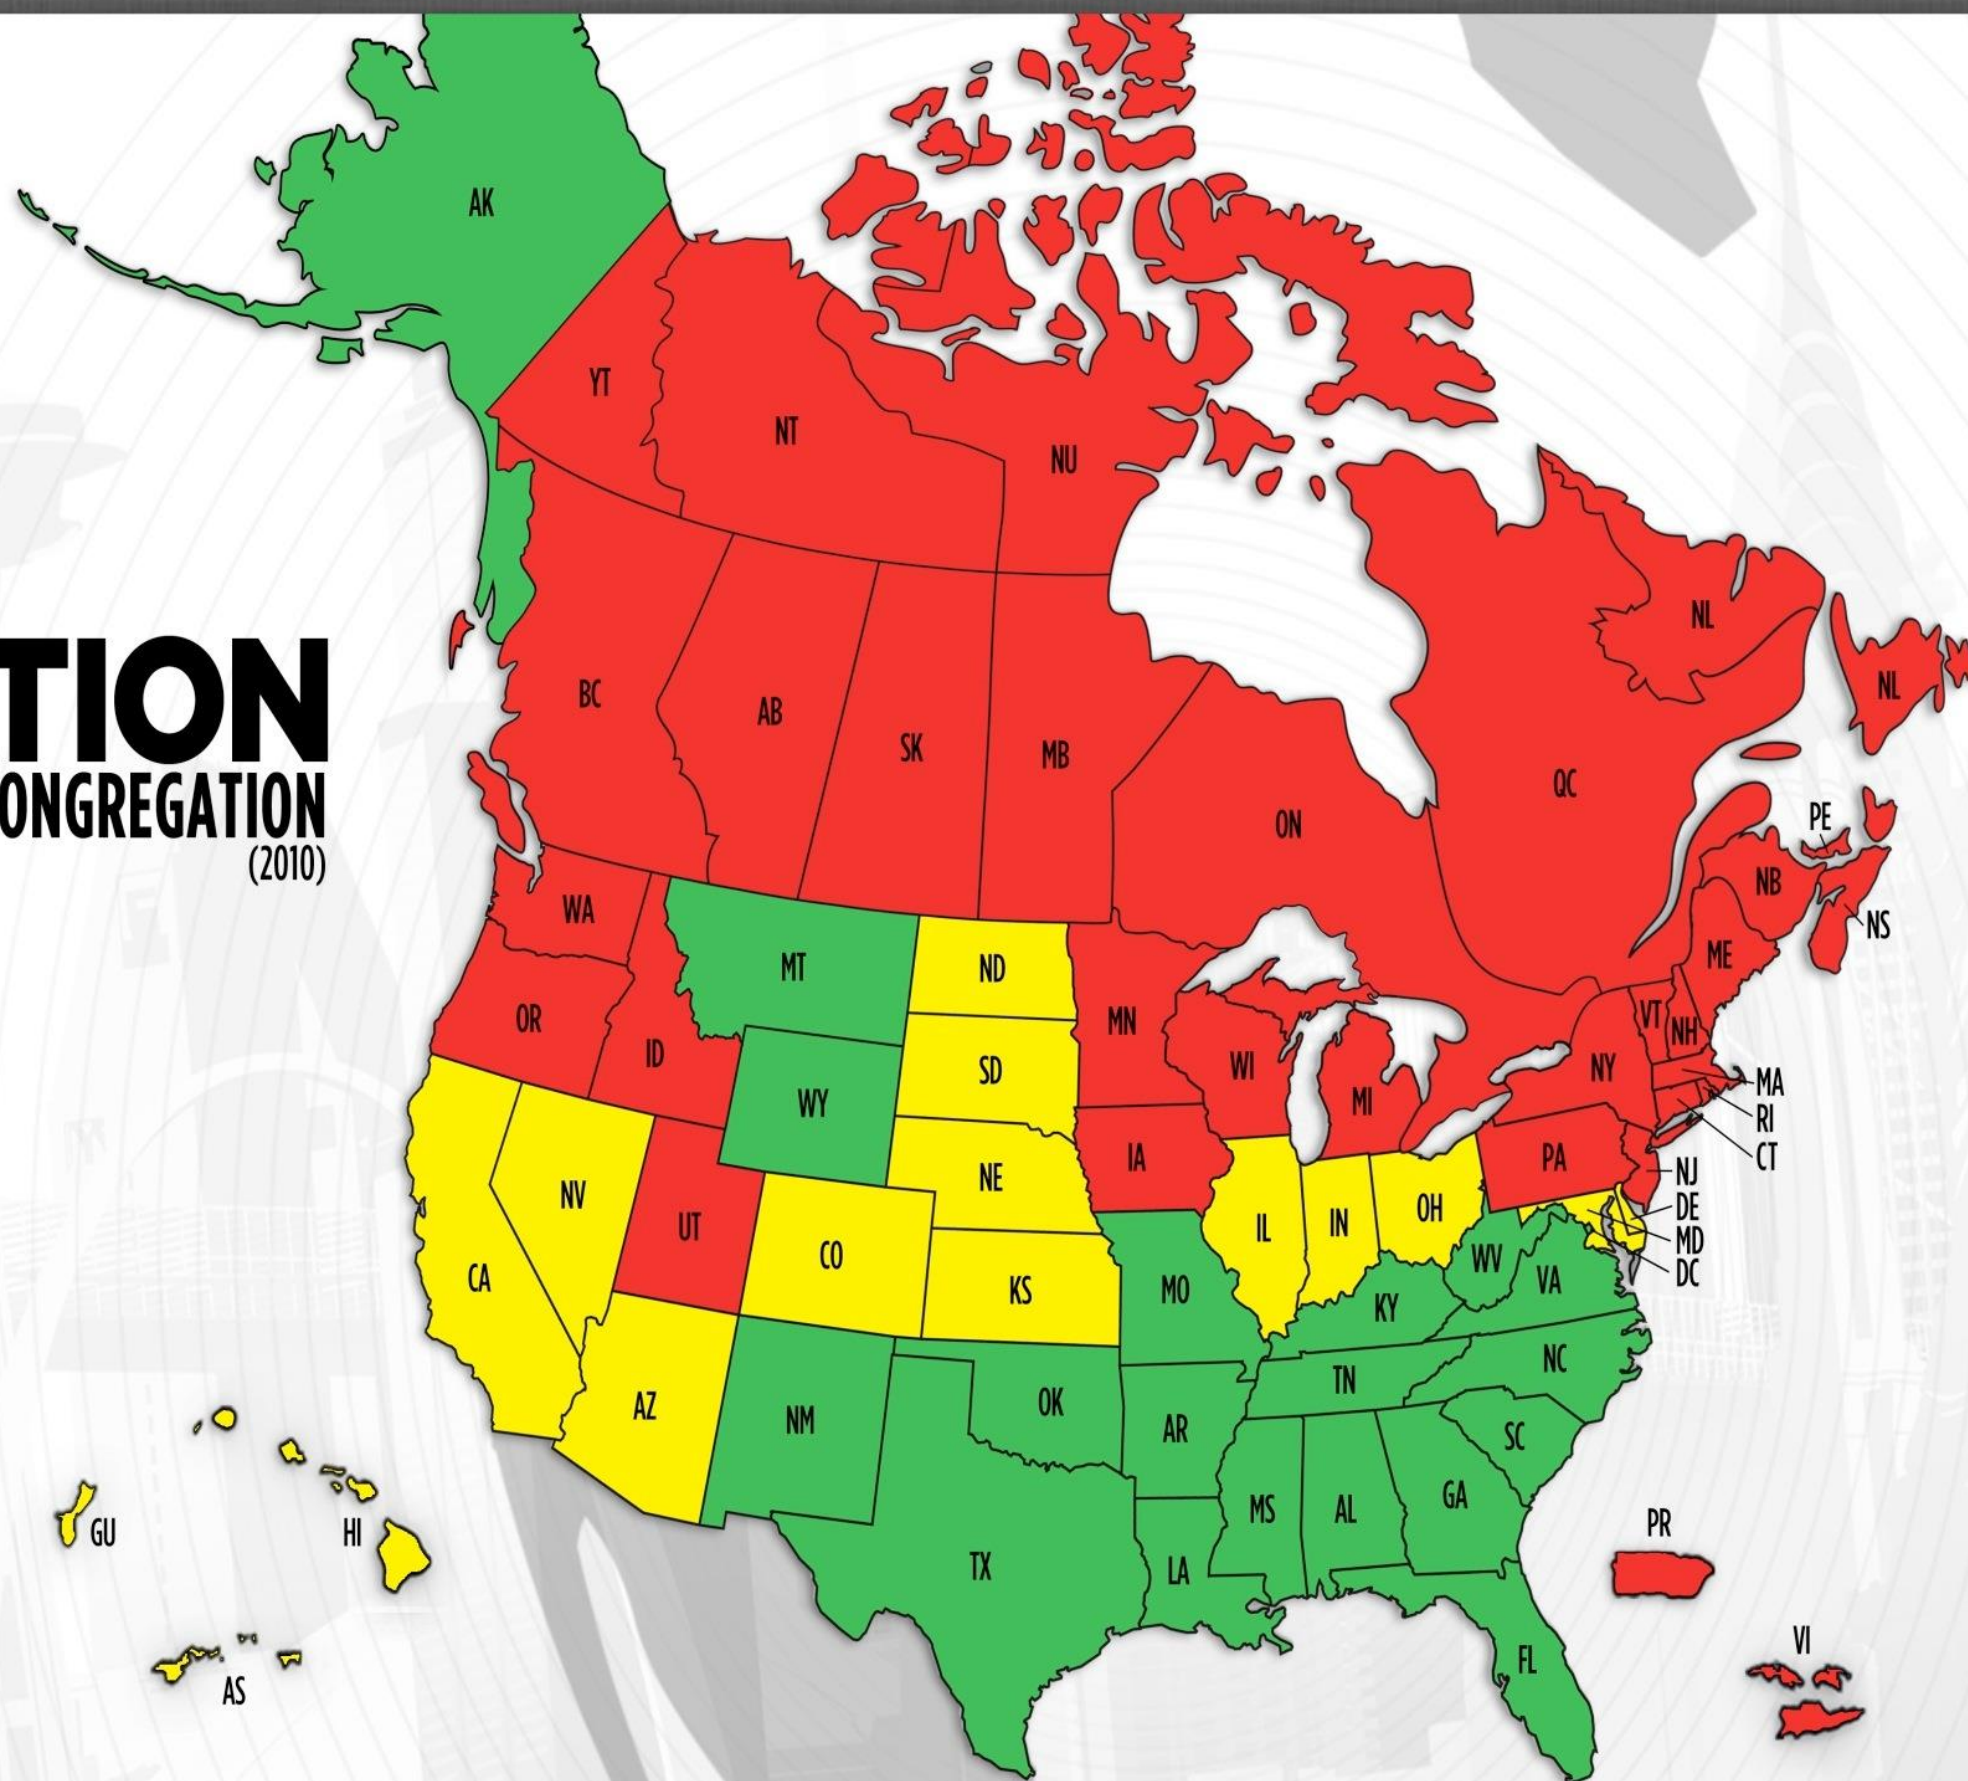 AK
YT
NT
NU
NL
NL
BC
AB
SK
MB
QC
ON
PE
NB
NS
TION
ONGREGATION
(2010)
WA
MT
ND
ME
OR
ID
MN
VT
NH
SD
WI
NY
MA
WY
MI
RI
IA
PA
CT
NE
NJ
NV
OH
DE
UT
IL
IN
MD
CO
WV
DC
CA
KS
MO
VA
KY
NC
TN
AZ
OK
NM
AR
SC
GA
MS
AL
GU
HI
PR
TX
LA
FL
VI
AS